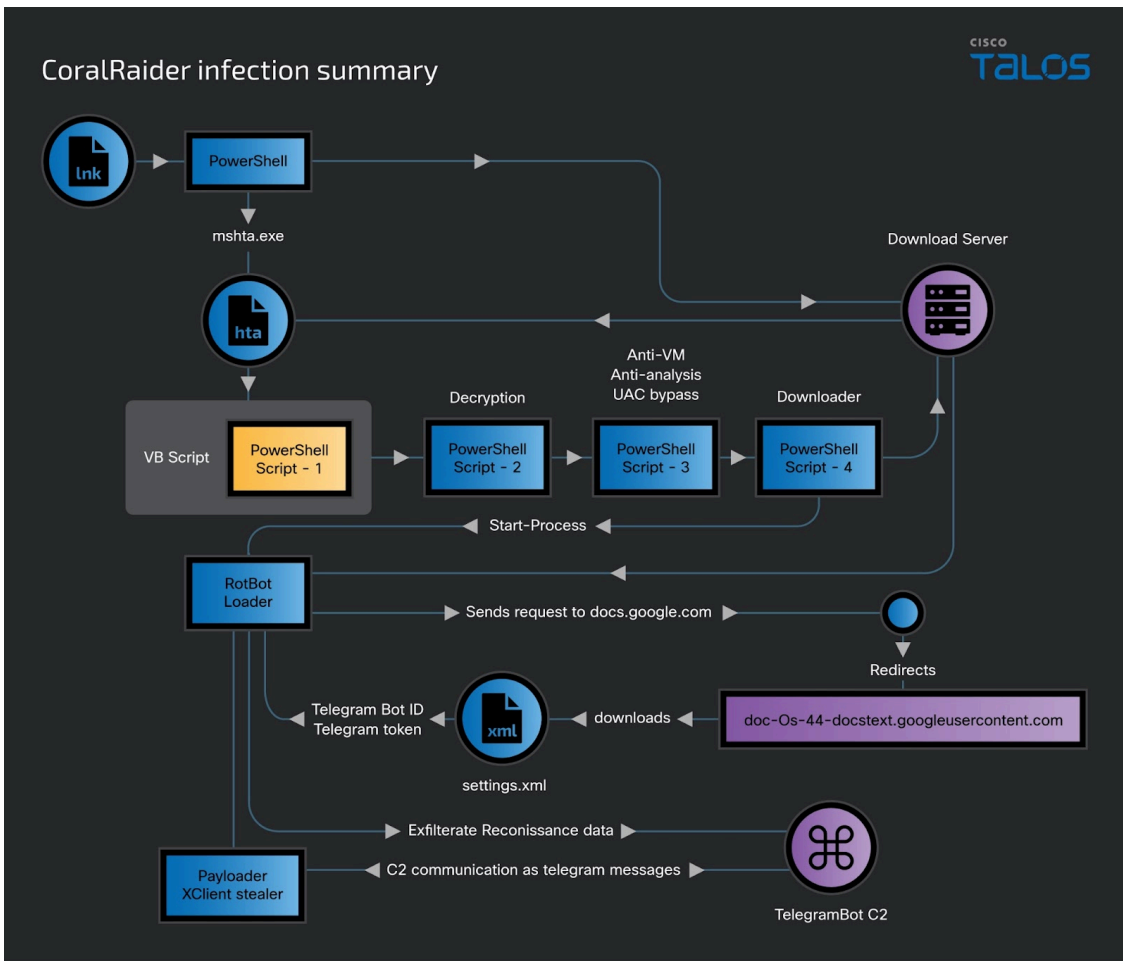 CISCO
TALOS
CoralRaider infection summary
lnk
PowerShell
mshta.exe
Download Server
hta
Anti-VM
Anti-analysis
UAC bypass
Decryption
Downloader
VB Script
PowerShell
Script - 1
PowerShell
Script - 2
PowerShell
Script - 3
PowerShell
Script - 4
Start-Process
RotBot
Loader
Sends request to docs.google.com
Redirects
Telegram Bot ID
Telegram token
xml
downloads
doc-Os-44-docstext.googleusercontent.com
settings.xml
Exfilterate Reconissance data
C2 communication as telegram messages
Payloader
XClient stealer
TelegramBot C2